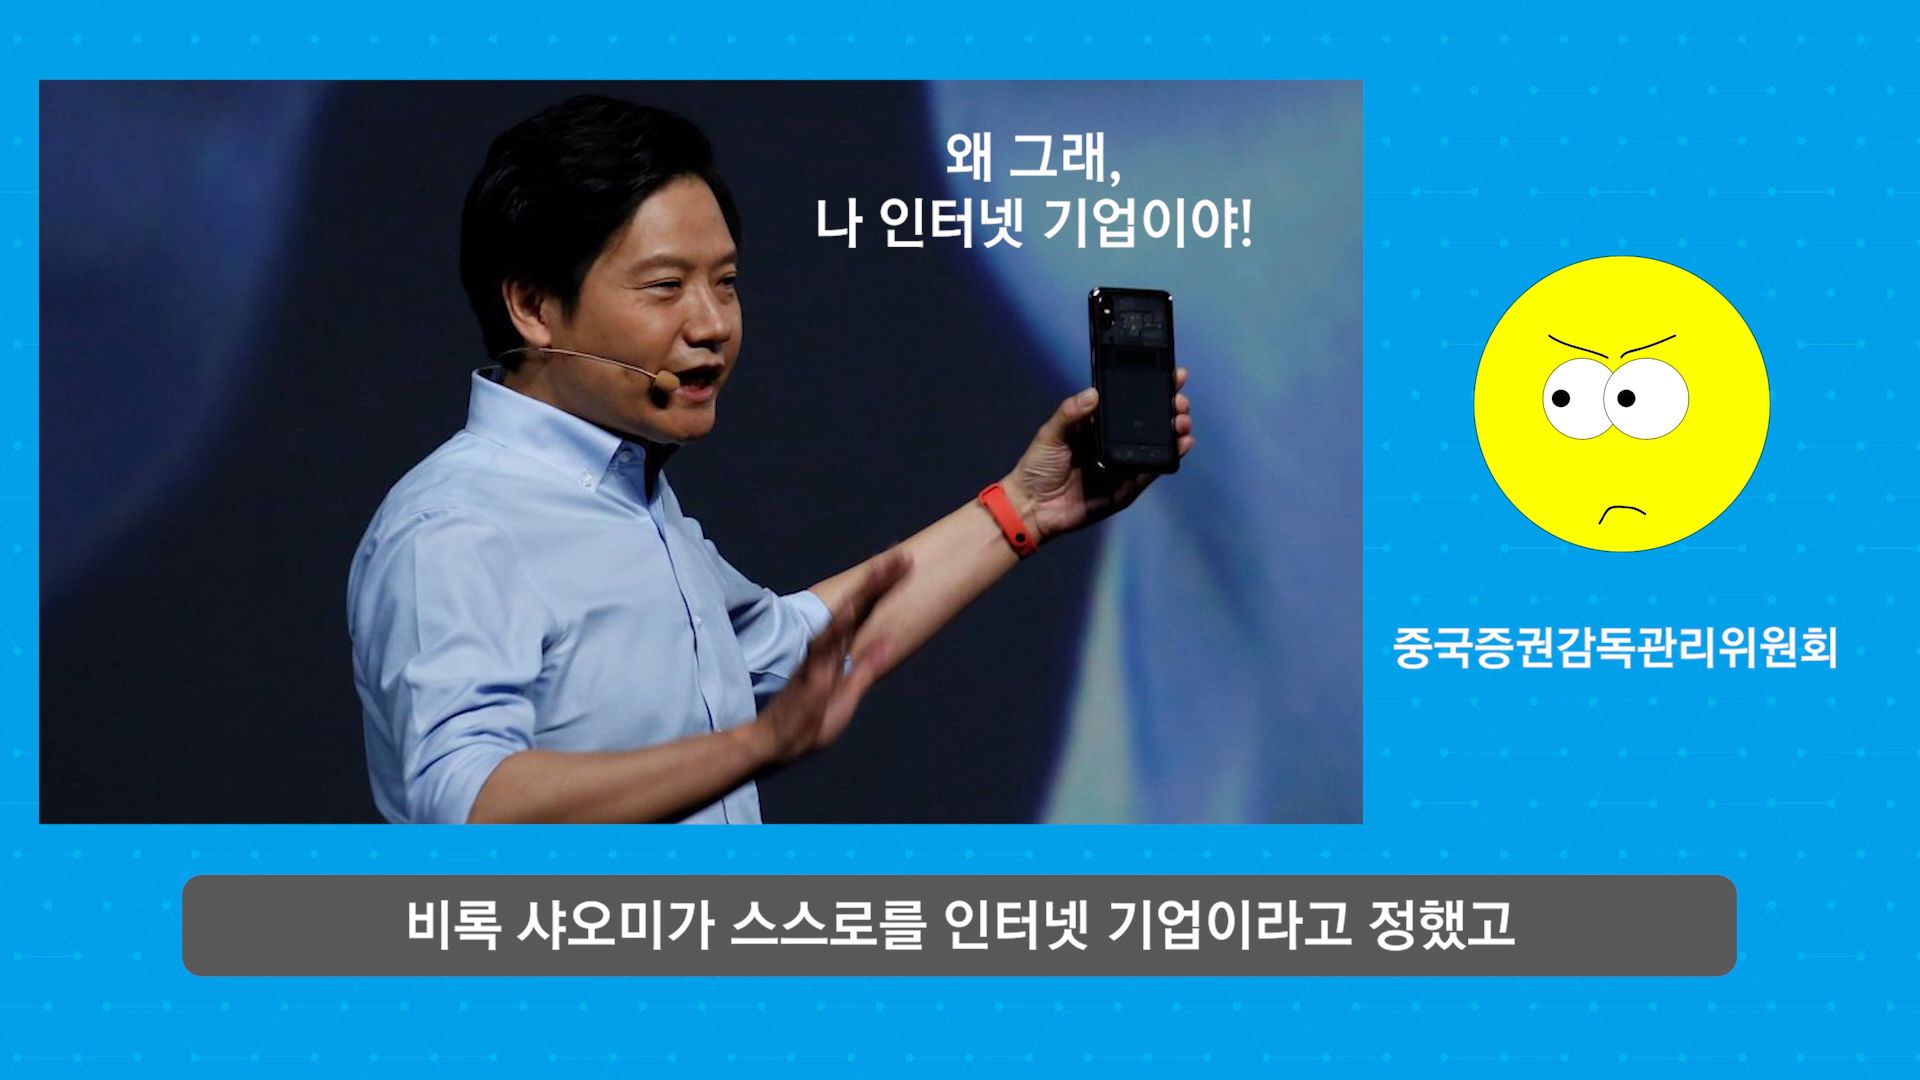 왜 그래,
나 인터넷 기업이야!
중국증권감독관리위원회
비록 샤오미가 스스로를 인터넷 기업이라고 정했고